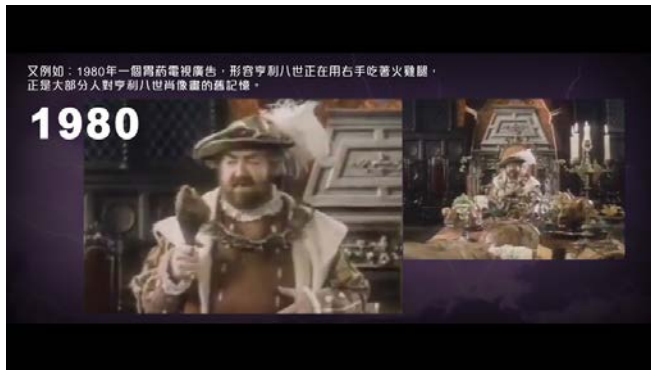 又例如：1980年一個胃药電視廣告，形容亨利八世正在用右手吃著火雞腿，
正是大部分人對亨利八世肖像畫的舊記憶。
1980